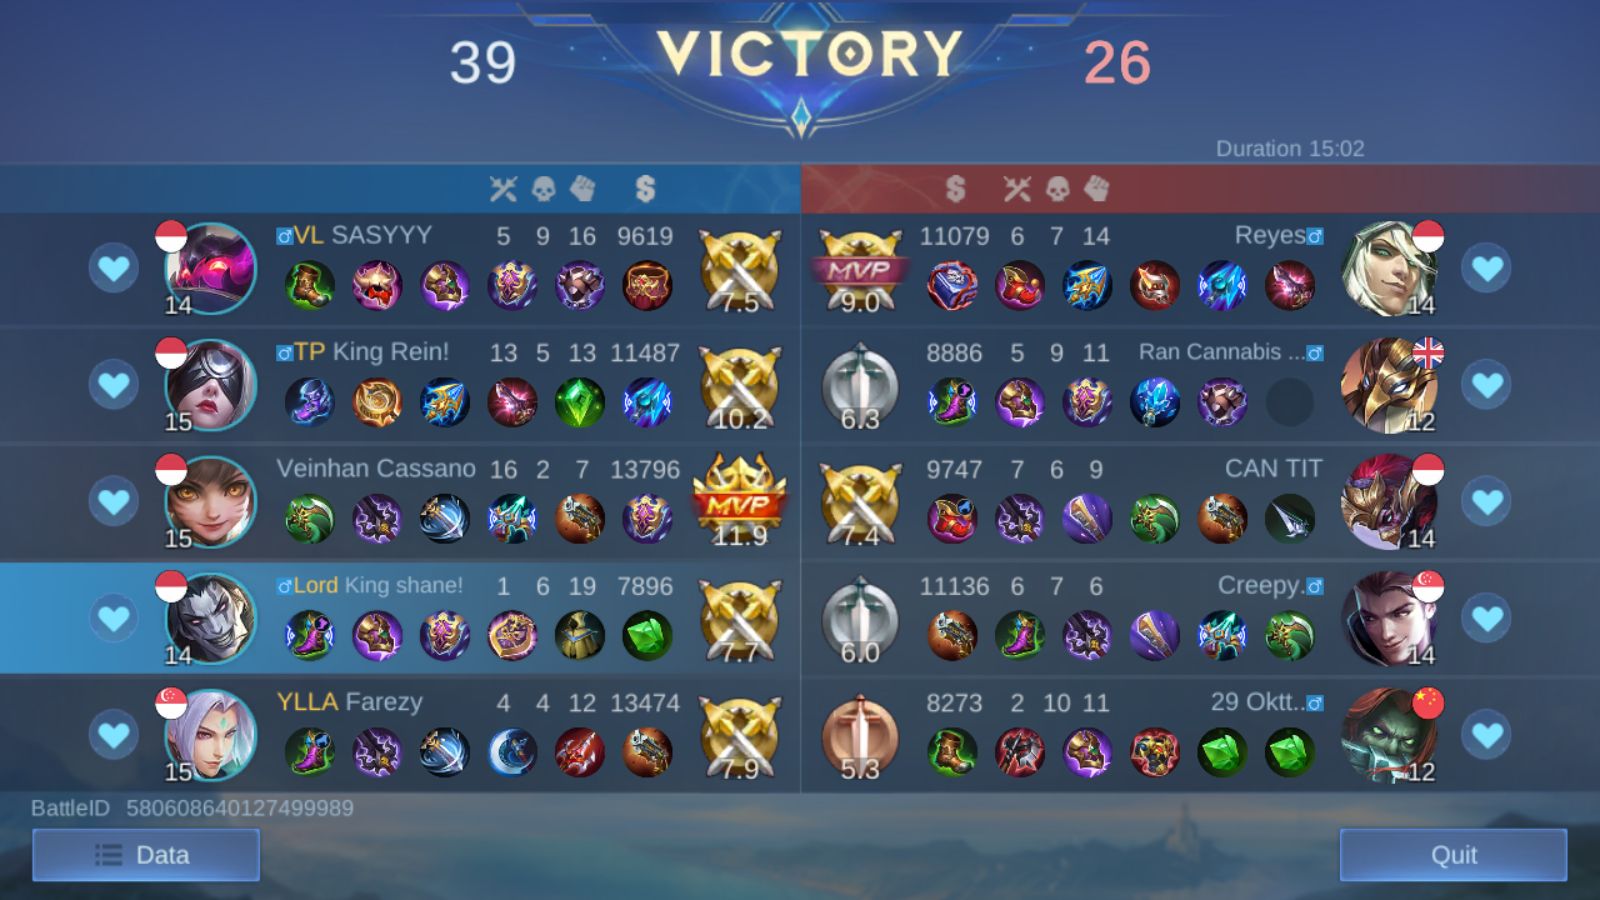 39 VICTORY 26
Duration 15:02
VL SASYYY 5 9 16 9619
14 7.5
MVP 9.0 11079 6 7 14 Reyes
14
TP King Rein! 13 5 13 11487
15 10.2
6.3 8886 5 9 11 Ran Cannabis ...
12
Veinhan Cassano 16 2 7 13796
15 MVP 11.9
7.4 9747 7 6 9 CAN TIT
14
Lord King shane! 1 6 19 7896
14 7.7
6.0 11136 6 7 6 Creepy.
14
YLLA Farezy 4 4 12 13474
15 7.9
5.3 8273 2 10 11 29 Oktt..
12
BattleID 580608640127499989
Data
Quit